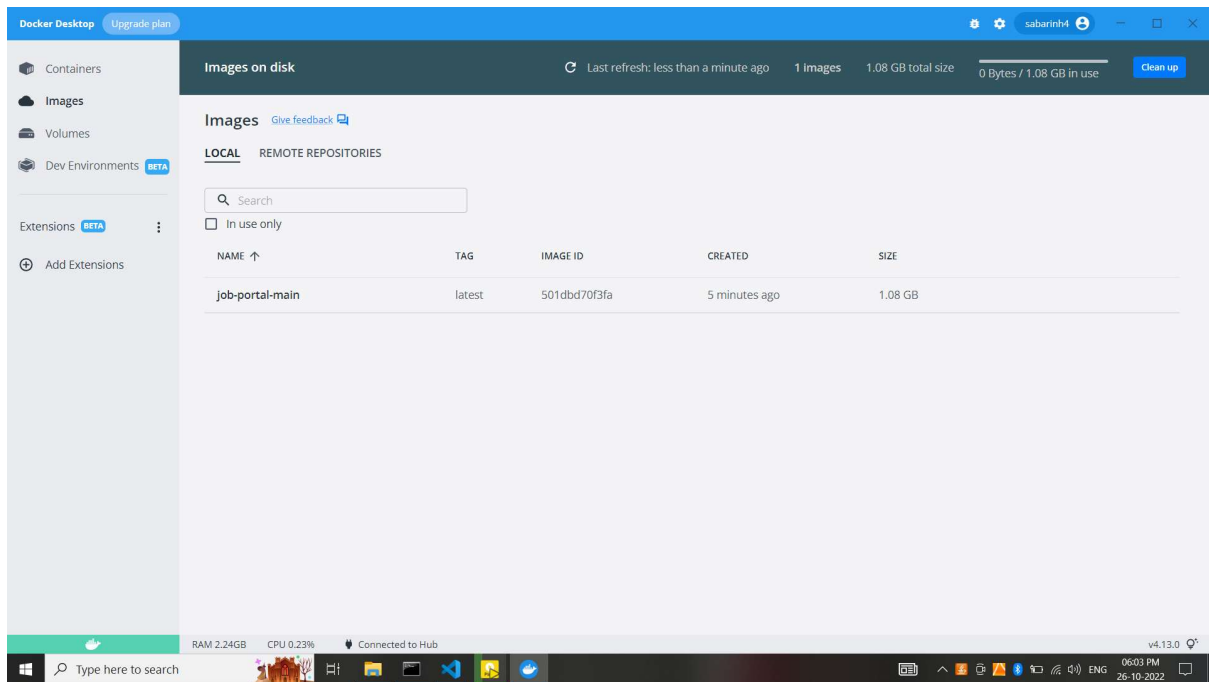 Docker Desktop Upgrade plan sabarinh4
Containers
Images
Volumes
Dev Environments BETA
Extensions BETA
Add Extensions
Images on disk Last refresh: less than a minute ago 1 images 1.08 GB total size 0 Bytes / 1.08 GB in use Clean up
Images Give feedback
LOCAL REMOTE REPOSITORIES
Search
In use only
NAME TAG IMAGE ID CREATED SIZE
job-portal-main latest 501dbd70f3fa 5 minutes ago 1.08 GB
RAM 2.24GB CPU 0.23% Connected to Hub v4.13.0
Type here to search ENG 06:03 PM
26-10-2022